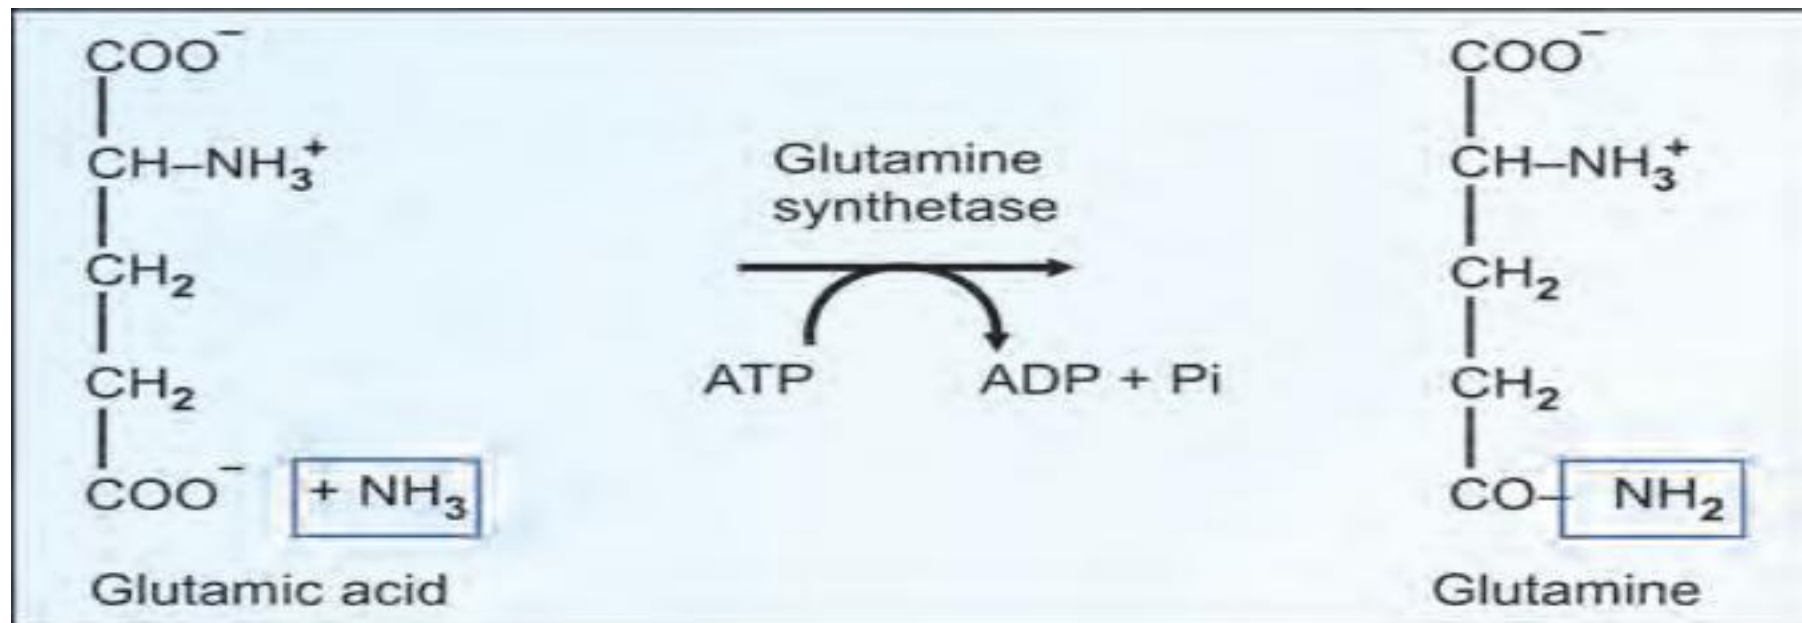 COO⁻
CH–NH₃⁺
CH₂
CH₂
COO⁻ + NH₃
Glutamic acid
Glutamine
synthetase
ATP ADP + Pi
COO⁻
CH–NH₃⁺
CH₂
CH₂
CO– NH₂
Glutamine